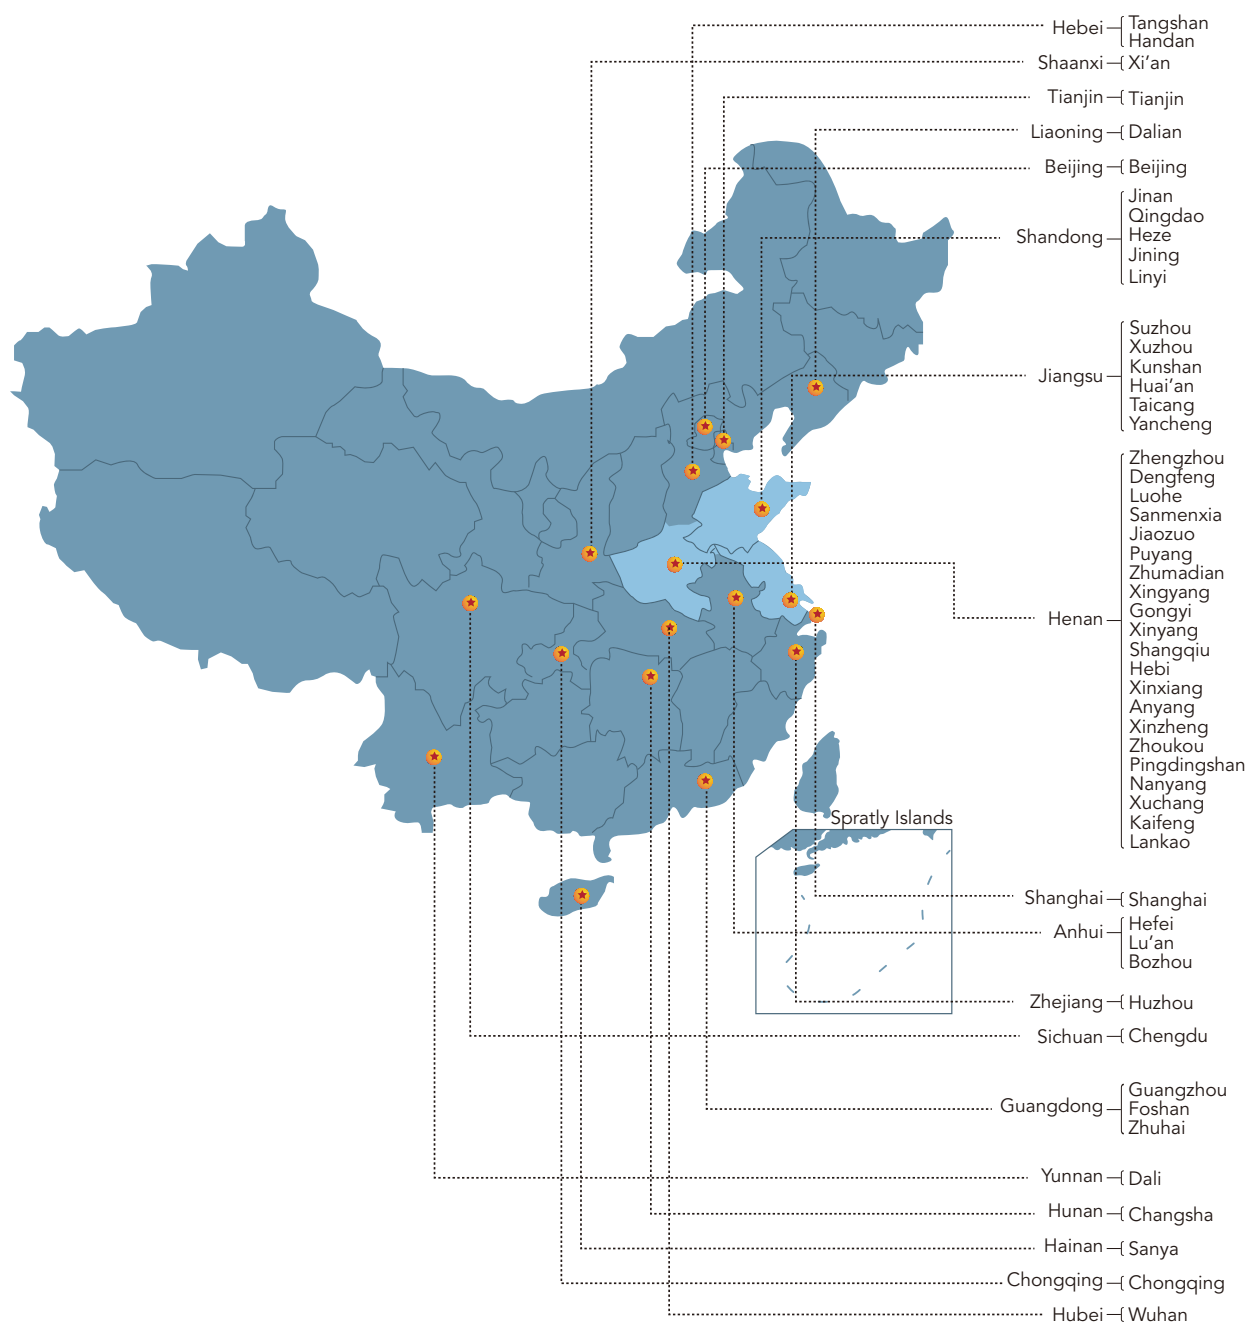 Hebei
Tangshan
Handan
Shaanxi
Xi'an
Tianjin
Tianjin
Liaoning
Dalian
Beijing
Beijing
Shandong
Jinan
Qingdao
Heze
Jining
Linyi
Jiangsu
Suzhou
Xuzhou
Kunshan
Huai'an
Taicang
Yancheng
Henan
Zhengzhou
Dengfeng
Luohe
Sanmenxia
Jiaozuo
Puyang
Zhumadian
Xingyang
Gongyi
Xinyang
Shangqiu
Hebi
Xinxiang
Anyang
Xinzheng
Zhoukou
Pingdingshan
Nanyang
Xuchang
Kaifeng
Lankao
Spratly Islands
Shanghai
Shanghai
Anhui
Hefei
Lu'an
Bozhou
Zhejiang
Huzhou
Sichuan
Chengdu
Guangdong
Guangzhou
Foshan
Zhuhai
Yunnan
Dali
Hunan
Changsha
Hainan
Sanya
Chongqing
Chongqing
Hubei
Wuhan